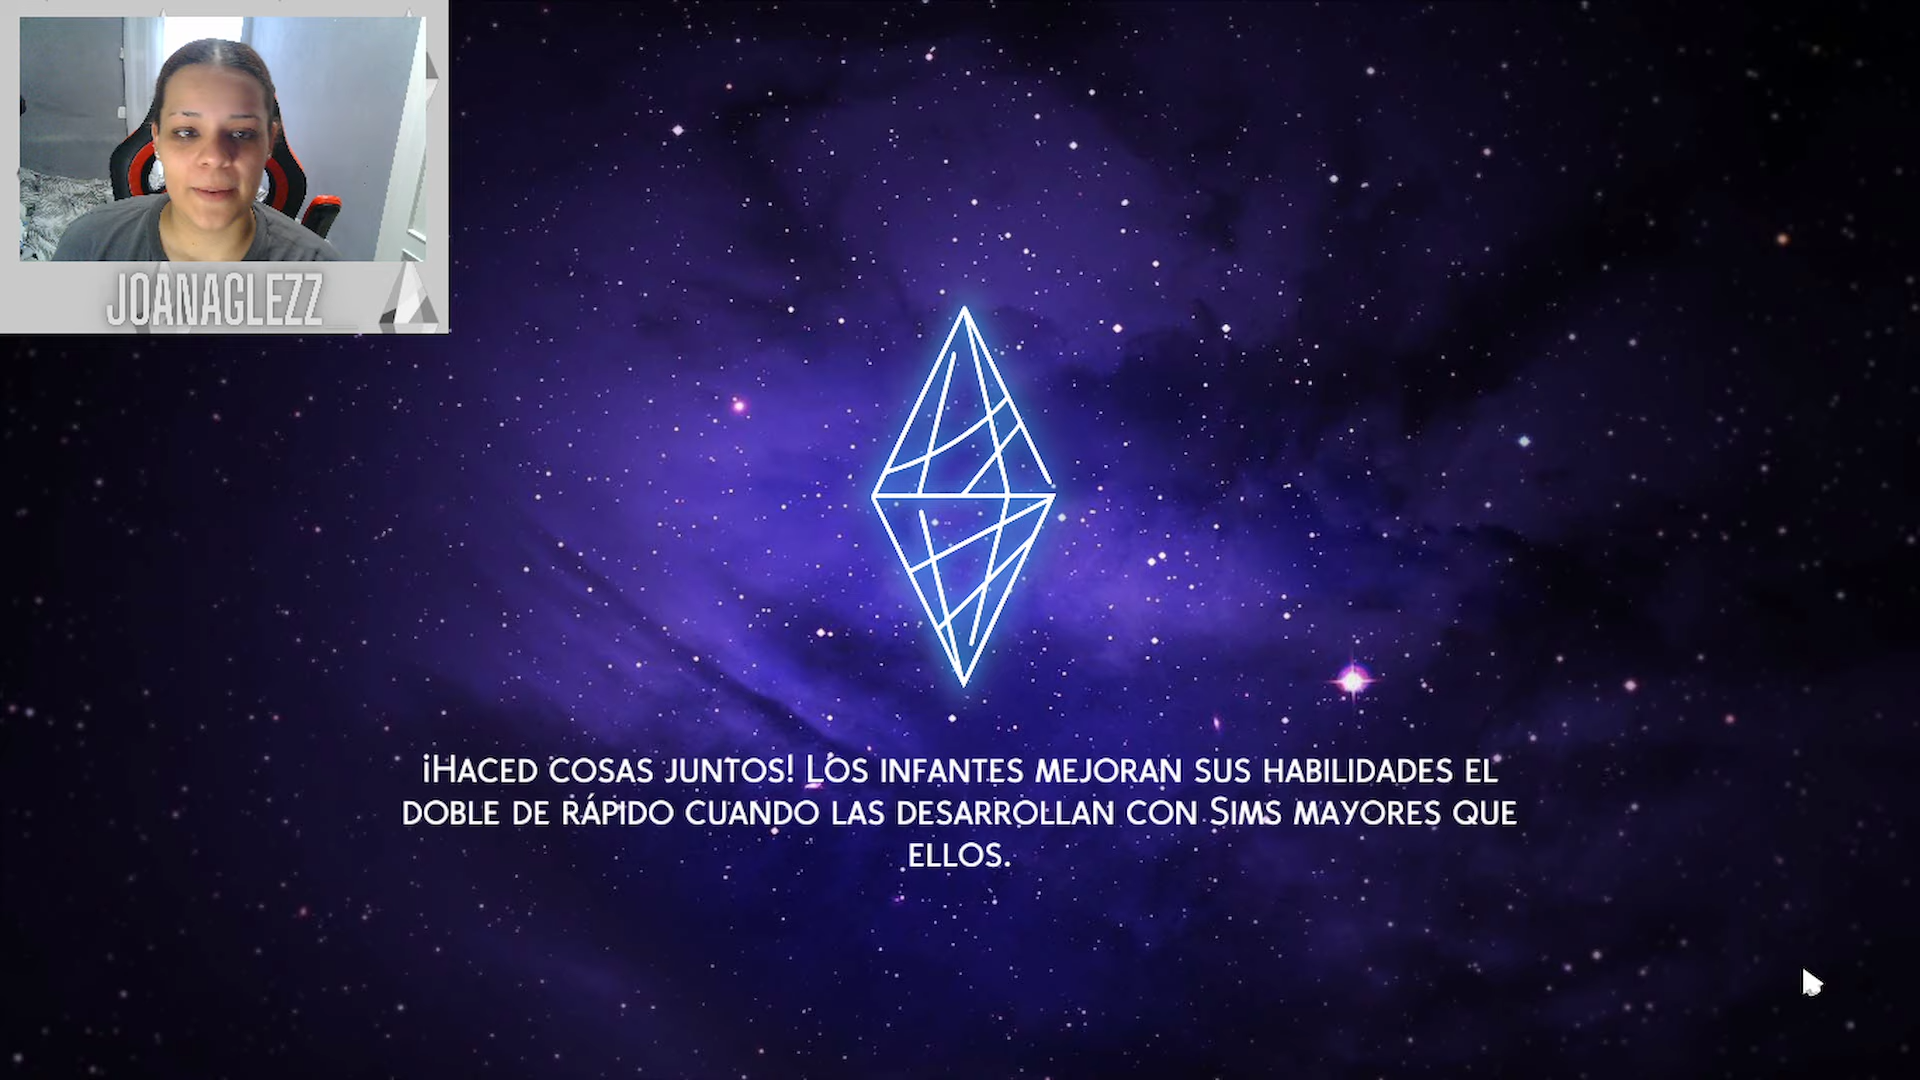 JOANAGLEZZ_
¡HACED COSAS JUNTOS! LOS INFANTES MEJORAN SUS HABILIDADES EL
DOBLE DE RÁPIDO CUANDO LAS DESARROLLAN CON SIMS MAYORES QUE
ELLOS.